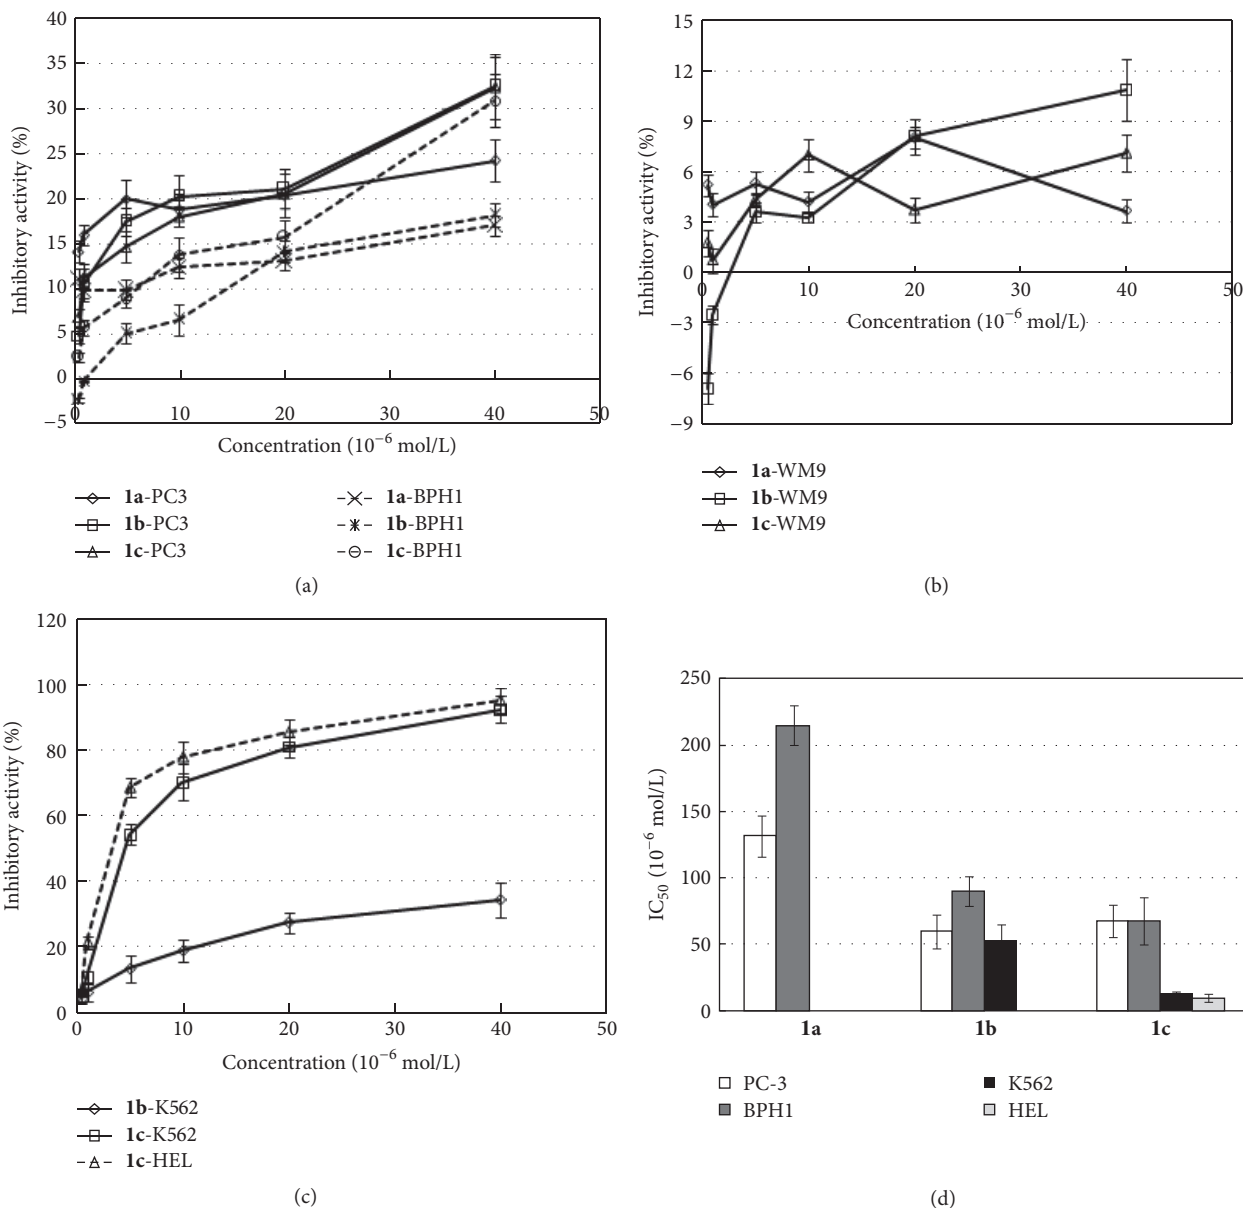 40
35
30
25
20
15
10
5
0
−5
Inhibitory activity (%)
0 10 20 30 40 50
Concentration (10⁻⁶ mol/L)
1a-PC3 1a-BPH1
1b-PC3 1b-BPH1
1c-PC3 1c-BPH1
(a)
15
12
9
6
3
0
−3
−6
−9
Inhibitory activity (%)
0 10 20 30 40 50
Concentration (10⁻⁶ mol/L)
1a-WM9
1b-WM9
1c-WM9
(b)
120
100
80
60
40
20
0
Inhibitory activity (%)
0 10 20 30 40 50
Concentration (10⁻⁶ mol/L)
1b-K562
1c-K562
1c-HEL
(c)
250
200
150
100
50
0
IC₅₀ (10⁻⁶ mol/L)
1a 1b 1c
PC-3 K562
BPH1 HEL
(d)